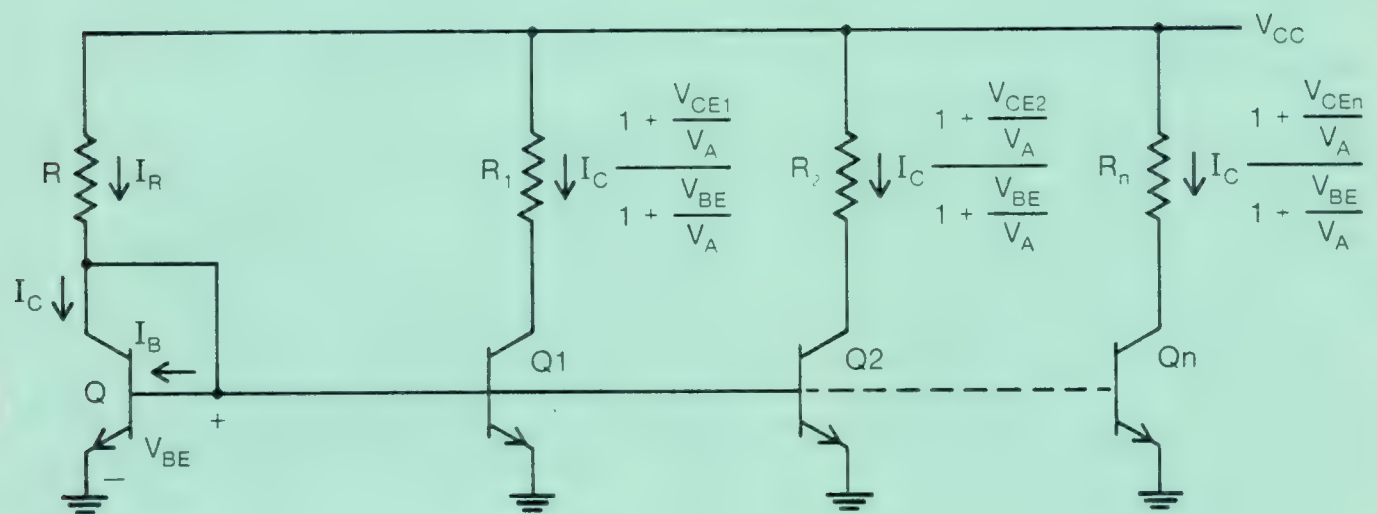 V_CC
R
I_R
R_1
I_C
1 + V_CE1 / V_A
1 + V_BE / V_A
R_2
I_C
1 + V_CE2 / V_A
1 + V_BE / V_A
R_n
I_C
1 + V_CEn / V_A
1 + V_BE / V_A
I_C
I_B
Q
Q1
Q2
Qn
+
V_BE
−